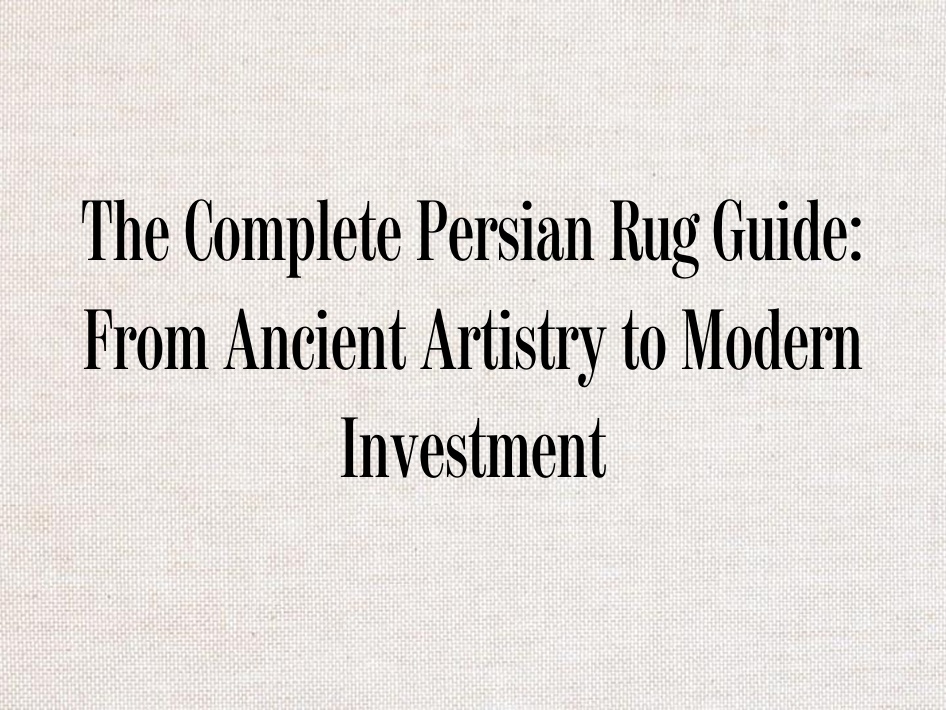 The Complete Persian Rug Guide:
From Ancient Artistry to Modern
Investment